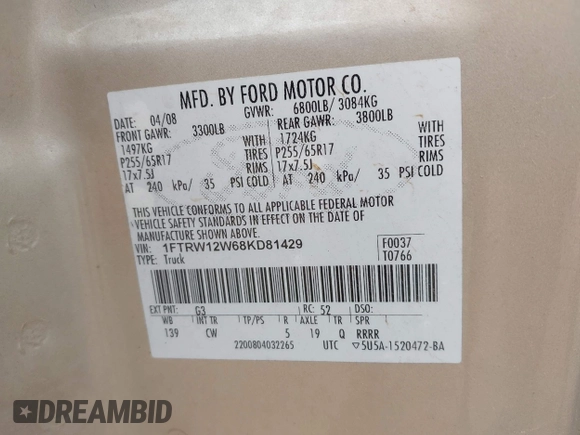 MFD. BY FORD MOTOR CO.
DATE: 04/08 GVWR: 6800LB/ 3084KG
FRONT GAWR: 3300LB REAR GAWR: 3800LB
1497KG WITH 1724KG WITH
P255/65R17 TIRES P255/65R17 TIRES
17x7.5J RIMS 17x7.5J RIMS
AT 240 kPa/ 35 PSI COLD AT 240 kPa/ 35 PSI COLD
THIS VEHICLE CONFORMS TO ALL APPLICABLE FEDERAL MOTOR
VEHICLE SAFETY STANDARDS IN EFFECT ON THE DATE OF
MANUFACTURE SHOWN ABOVE.
VIN: 1FTRW12W68KD81429 F0037
TYPE: Truck T0766
EXT PNT: G3 RC: 52 DSO:
WB INT TR TP/PS R AXLE TR SPR
139 CW 5 19 Q RRRR
2200804032265 UTC ▽5U5A-1520472-BA
DREAMBID